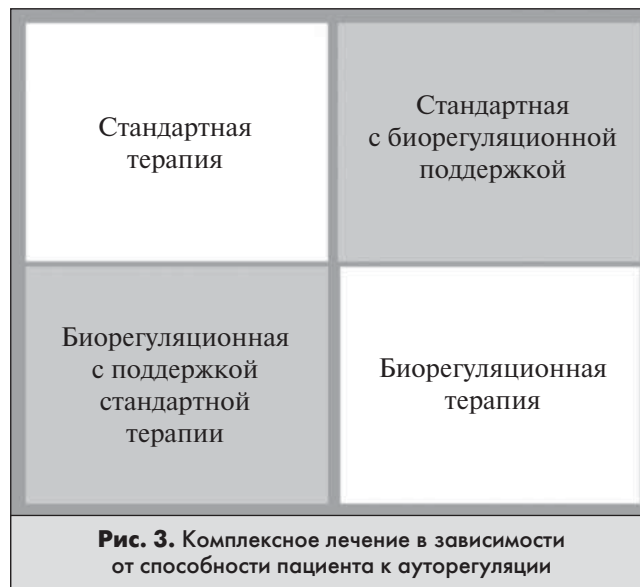 Стандартная
терапия
Стандартная
с биорегуляционной
поддержкой
Биорегуляционная
с поддержкой
стандартной
терапии
Биорегуляционная
терапия
Рис. 3. Комплексное лечение в зависимости
от способности пациента к ауторегуляции